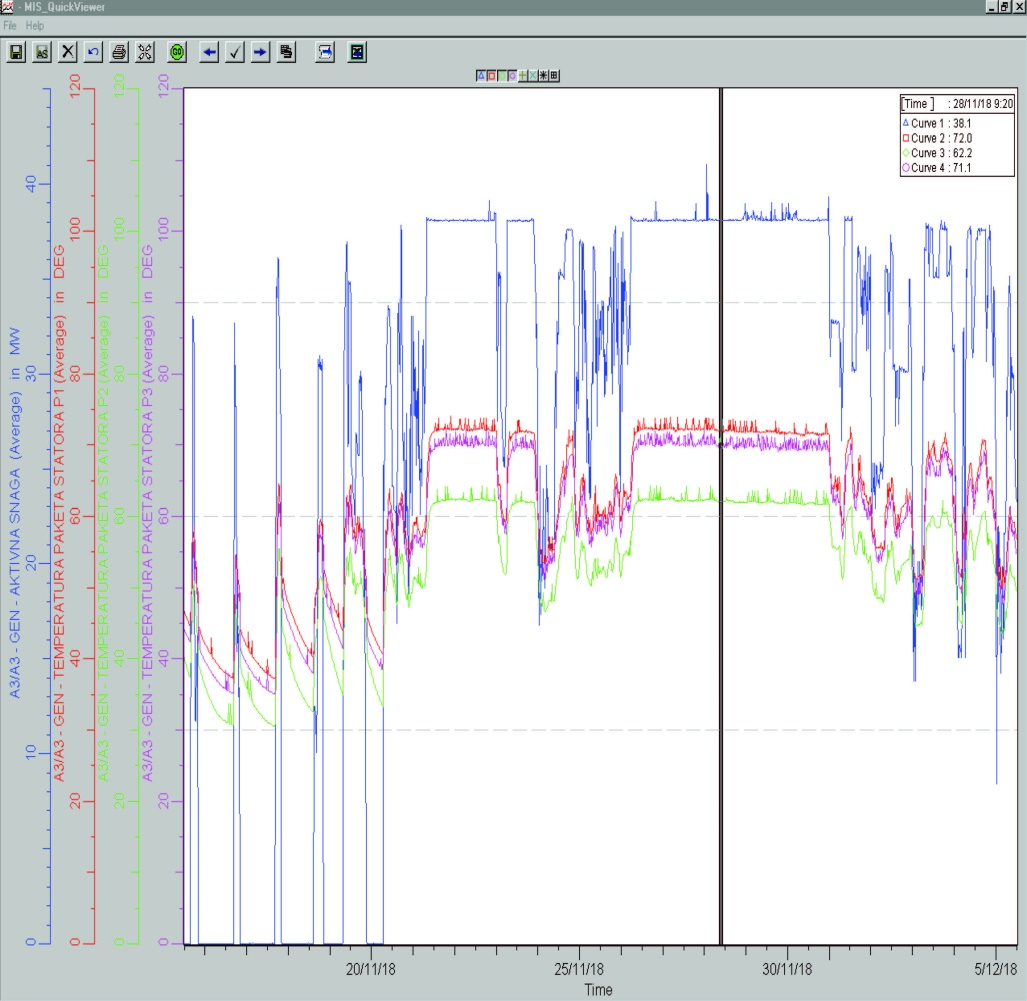 - MIS_QuickViewer
File Help
AS GO
[Time ] : 28/11/18 9:20
Curve 1 : 38.1
Curve 2 : 72.0
Curve 3 : 62.2
Curve 4 : 71.1
A3/A3 - GEN - AKTIVNA SNAGA (Average) in MW
0 10 20 30 40
A3/A3 - GEN - TEMPERATURA PAKETA STATORA P1 (Average) in DEG
0 20 40 60 80 100 120
A3/A3 - GEN - TEMPERATURA PAKETA STATORA P2 (Average) in DEG
0 20 40 60 80 100 120
A3/A3 - GEN - TEMPERATURA PAKETA STATORA P3 (Average) in DEG
0 20 40 60 80 100 120
20/11/18 25/11/18 30/11/18 5/12/18
Time